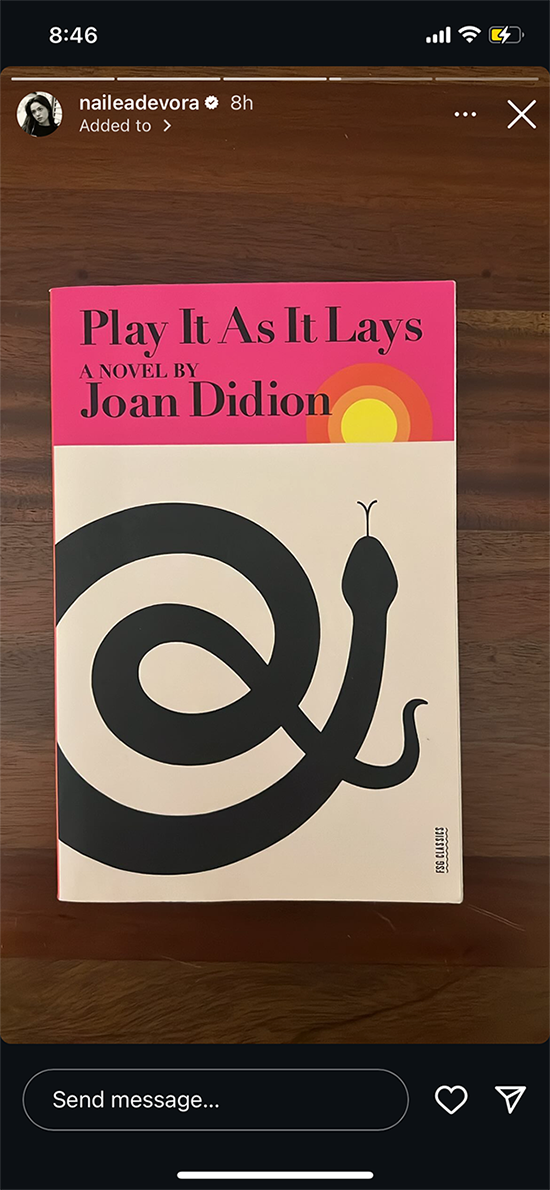 8:46
naileadevora 8h
Added to
Play It As It Lays
A NOVEL BY
Joan Didion
FSG CLASSICS
Send message...